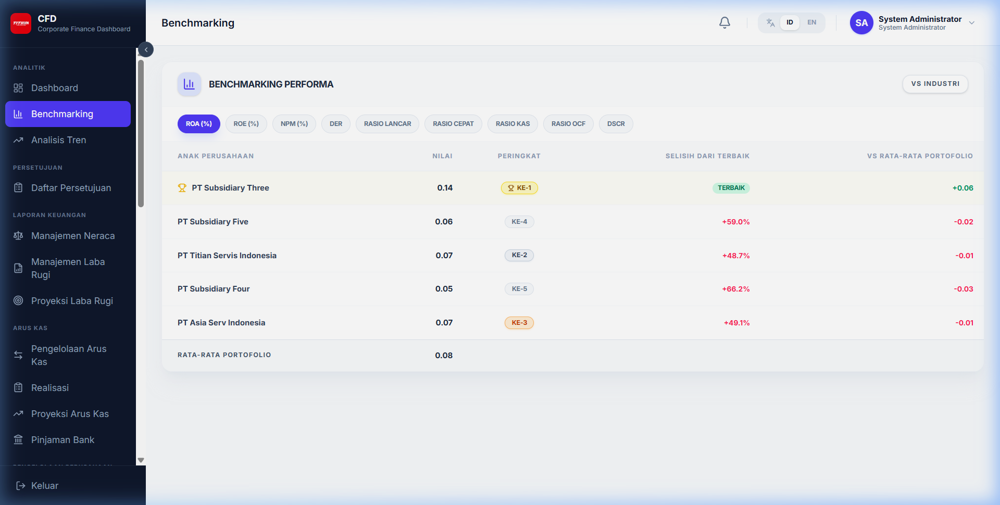 TITIAN
CFD
Corporate Finance Dashboard
Benchmarking
ID
EN
SA
System Administrator
System Administrator
ANALITIK
Dashboard
Benchmarking
Analisis Tren
PERSETUJUAN
Daftar Persetujuan
LAPORAN KEUANGAN
Manajemen Neraca
Manajemen Laba
Rugi
Proyeksi Laba Rugi
ARUS KAS
Pengelolaan Arus
Kas
Realisasi
Proyeksi Arus Kas
Pinjaman Bank
Keluar
BENCHMARKING PERFORMA
VS INDUSTRI
ROA (%)
ROE (%)
NPM (%)
DER
RASIO LANCAR
RASIO CEPAT
RASIO KAS
RASIO OCF
DSCR
ANAK PERUSAHAAN NILAI PERINGKAT SELISIH DARI TERBAIK VS RATA-RATA PORTOFOLIO
PT Subsidiary Three 0.14 KE-1 TERBAIK +0.06
PT Subsidiary Five 0.06 KE-4 +59.0% -0.02
PT Titian Servis Indonesia 0.07 KE-2 +48.7% -0.01
PT Subsidiary Four 0.05 KE-5 +66.2% -0.03
PT Asia Serv Indonesia 0.07 KE-3 +49.1% -0.01
RATA-RATA PORTOFOLIO 0.08